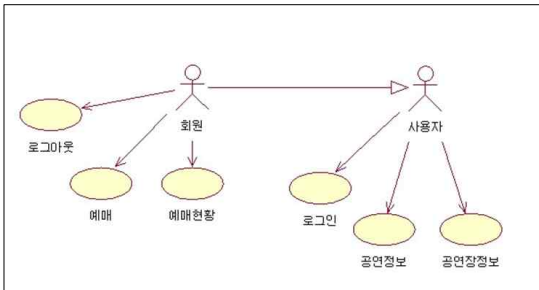 회원
사용자
로그아웃
예매
예매현황
로그인
공연정보
공연장정보